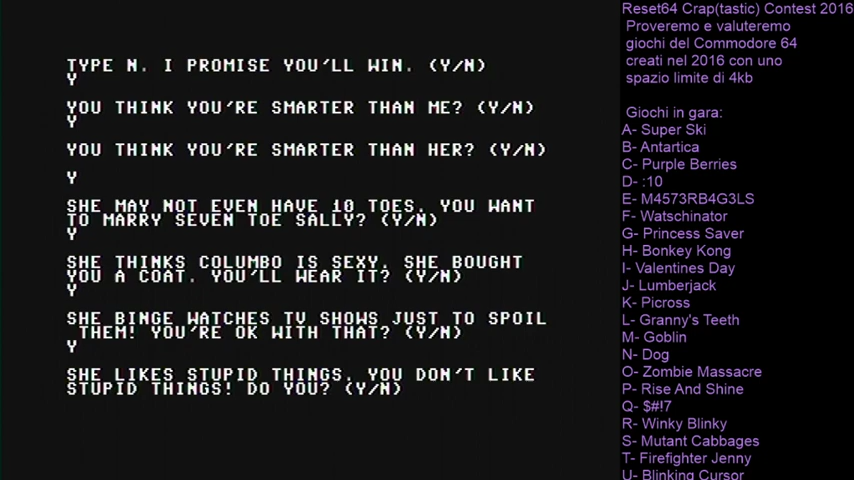 TYPE N. I PROMISE YOU'LL WIN. (Y/N)
Y
YOU THINK YOU'RE SMARTER THAN ME? (Y/N)
Y
YOU THINK YOU'RE SMARTER THAN HER? (Y/N)
Y
SHE MAY NOT EVEN HAVE 10 TOES. YOU WANT
TO MARRY SEVEN TOE SALLY? (Y/N)
Y
SHE THINKS COLUMBO IS SEXY. SHE BOUGHT
YOU A COAT. YOU'LL WEAR IT? (Y/N)
Y
SHE BINGE WATCHES TV SHOWS JUST TO SPOIL
THEM! YOU'RE OK WITH THAT? (Y/N)
Y
SHE LIKES STUPID THINGS. YOU DON'T LIKE
STUPID THINGS! DO YOU? (Y/N)
Reset64 Crap(tastic) Contest 2016
Proveremo e valuteremo
giochi del Commodore 64
creati nel 2016 con uno
spazio limite di 4kb
Giochi in gara:
A- Super Ski
B- Antartica
C- Purple Berries
D- :10
E- M4573RB4G3LS
F- Watschinator
G- Princess Saver
H- Bonkey Kong
I- Valentines Day
J- Lumberjack
K- Picross
L- Granny's Teeth
M- Goblin
N- Dog
O- Zombie Massacre
P- Rise And Shine
Q- $#!7
R- Winky Blinky
S- Mutant Cabbages
T- Firefighter Jenny
U- Blinking Cursor